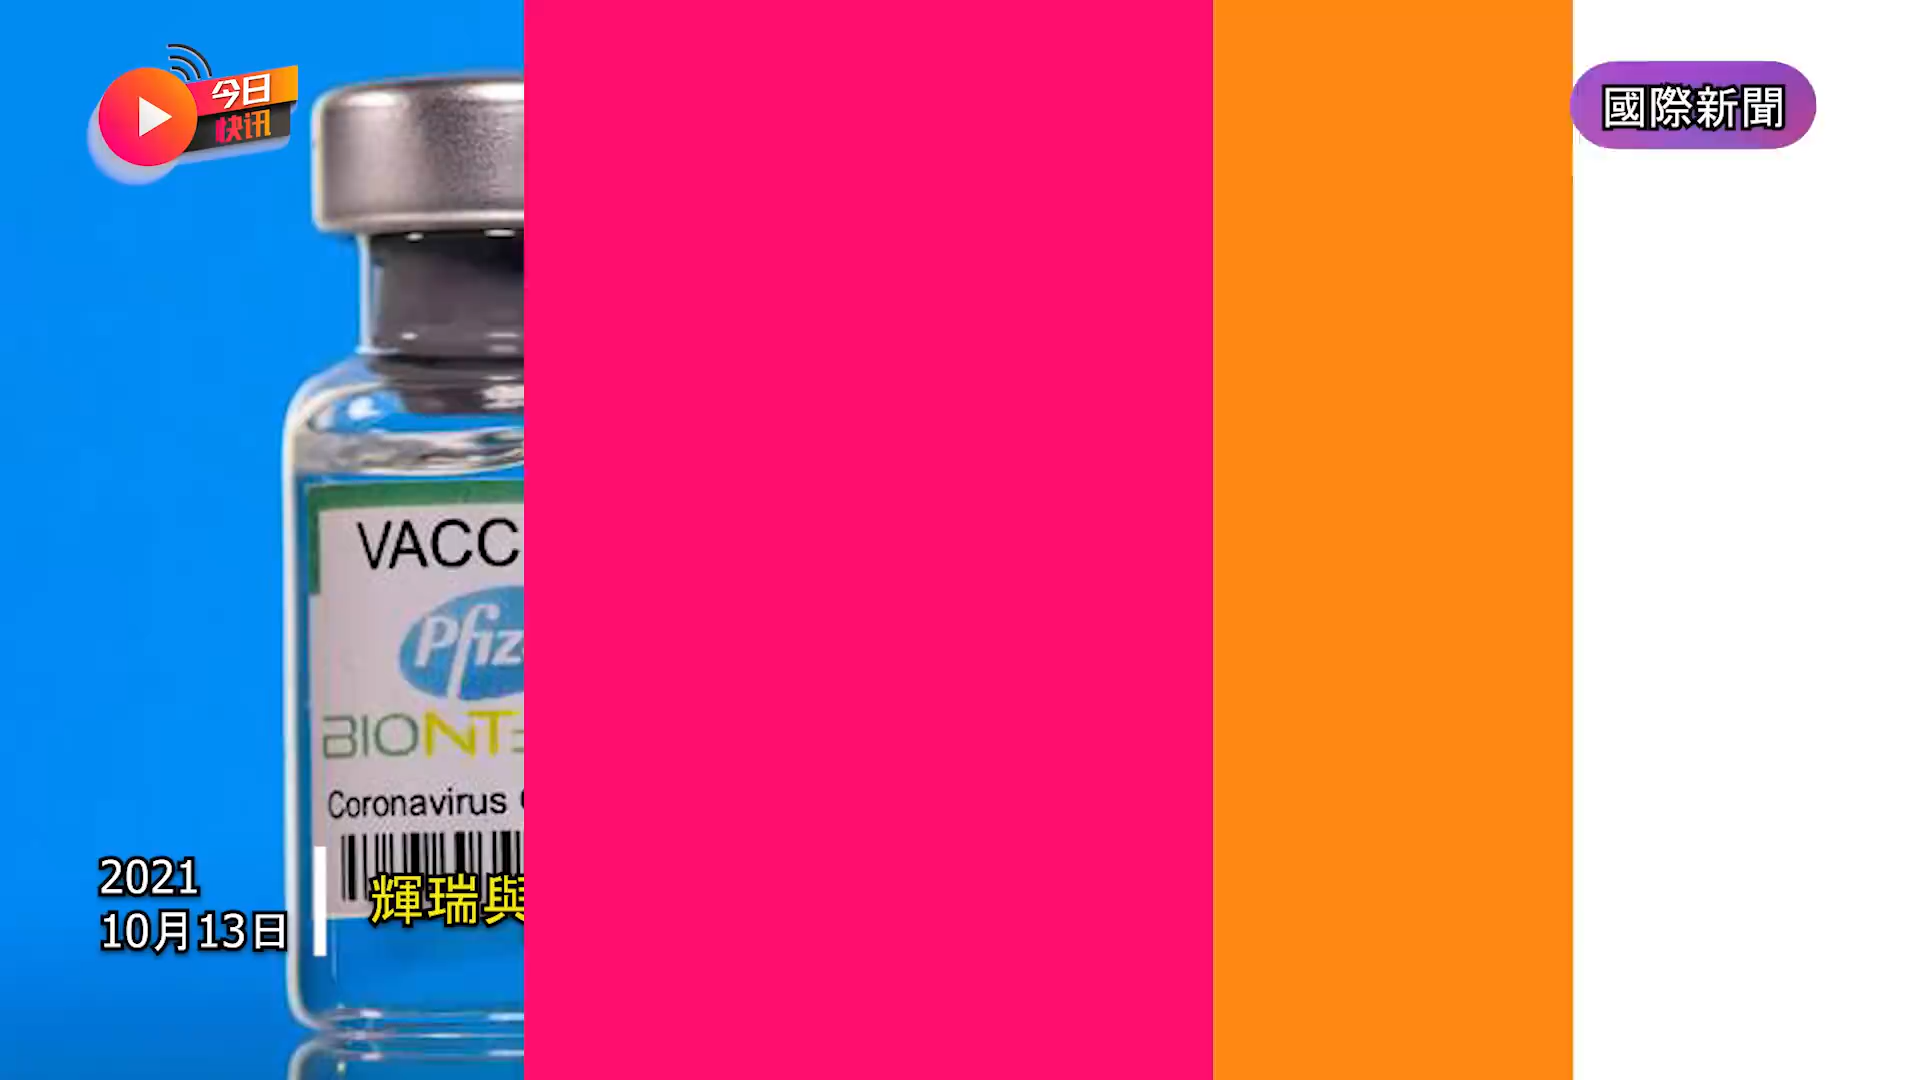 今日
快讯
國際新聞
VACC
Pfiz
BIONT
Coronavirus
2021
10月13日
輝瑞與